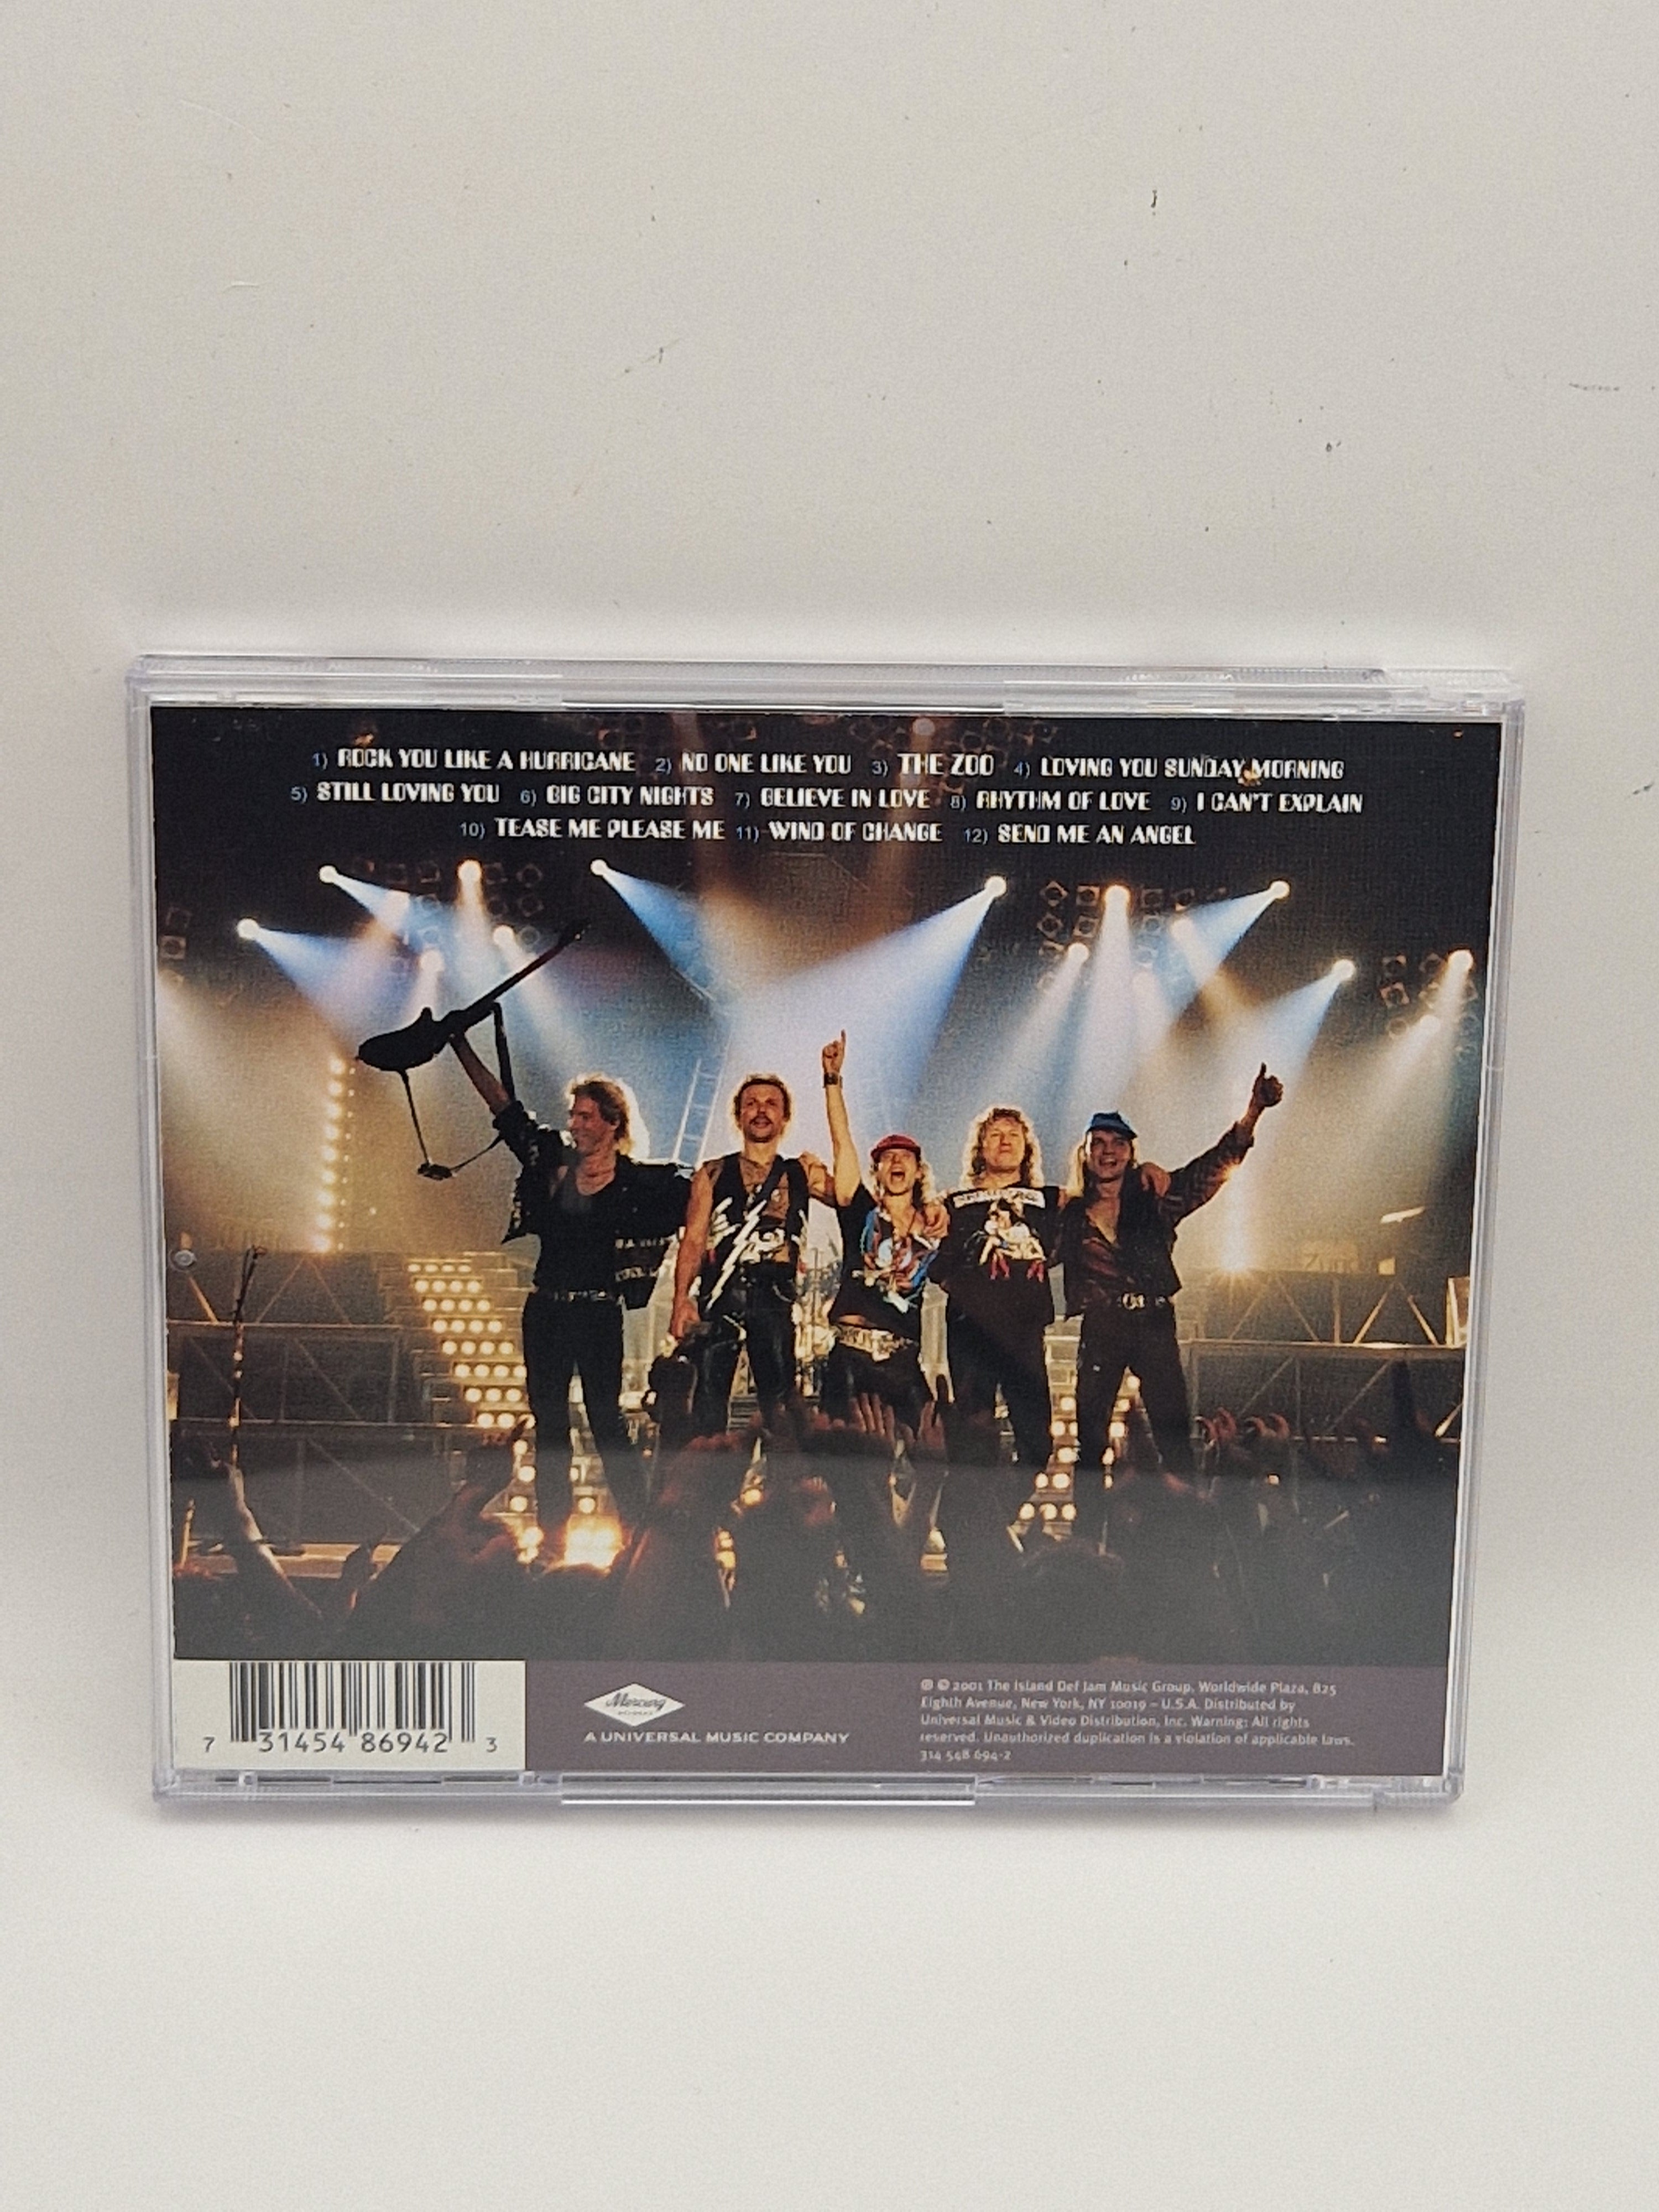 1) ROCK YOU LIKE A HURRICANE 2) NO ONE LIKE YOU 3) THE ZOO 4) LOVING YOU SUNDAY MORNING
5) STILL LOVING YOU 6) BIG CITY NIGHTS 7) BELIEVE IN LOVE 8) RHYTHM OF LOVE 9) I CAN'T EXPLAIN
10) TEASE ME PLEASE ME 11) WIND OF CHANGE 12) SEND ME AN ANGEL
SCORPIONS
7 31454 86942 3
Mercury
RECORDS
A UNIVERSAL MUSIC COMPANY
℗ © 2001 The Island Def Jam Music Group, Worldwide Plaza, 825
Eighth Avenue, New York, NY 10019 – U.S.A. Distributed by
Universal Music & Video Distribution, Inc. Warning: All rights
reserved. Unauthorized duplication is a violation of applicable laws.
314 548 694-2